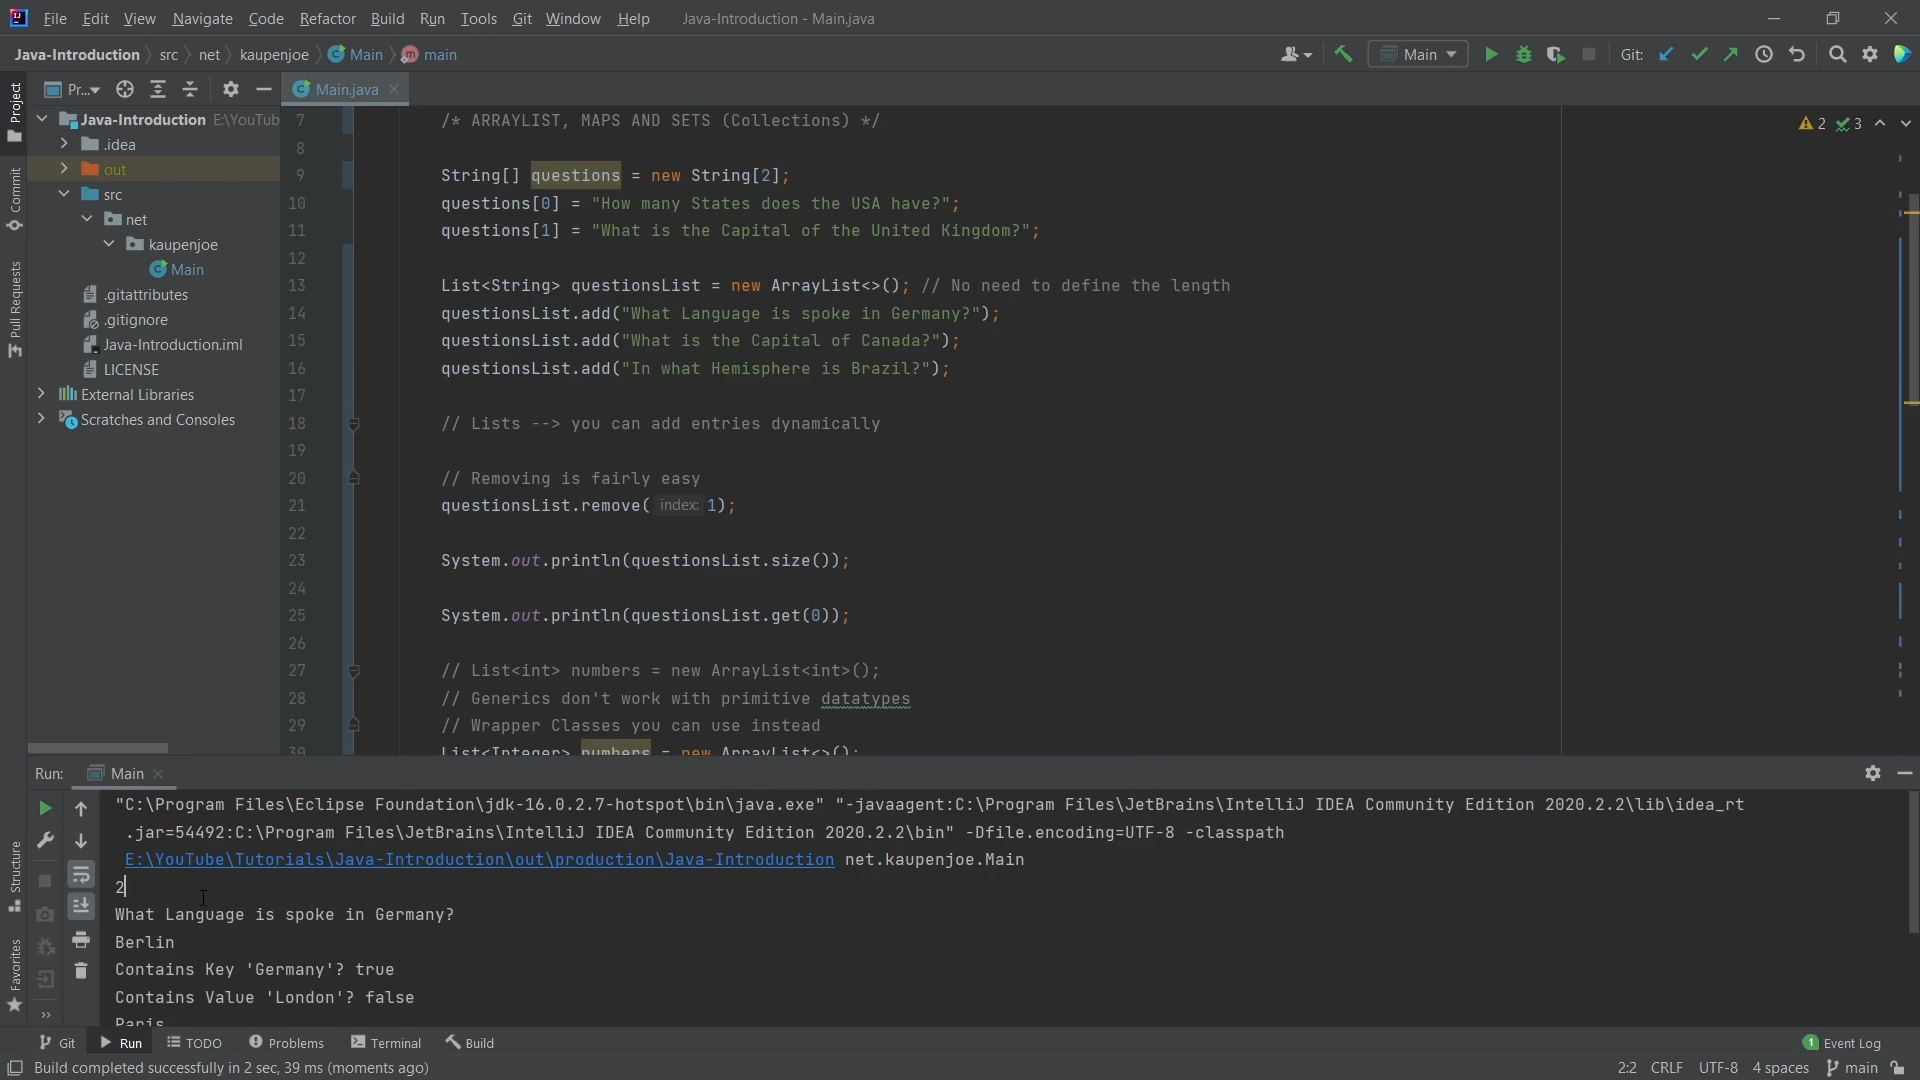 File Edit View Navigate Code Refactor Build Run Tools Git Window Help Java-Introduction - Main.java
Java-Introduction src net kaupenjoe Main main Main Git:
Pr... Main.java
Project
Commit
Pull Requests
Structure
Favorites
Java-Introduction E:\YouTub
.idea
out
src
net
kaupenjoe
Main
.gitattributes
.gitignore
Java-Introduction.iml
LICENSE
External Libraries
Scratches and Consoles
2 3
7 /* ARRAYLIST, MAPS AND SETS (Collections) */
8
9 String[] questions = new String[2];
10 questions[0] = "How many States does the USA have?";
11 questions[1] = "What is the Capital of the United Kingdom?";
12
13 List<String> questionsList = new ArrayList<>(); // No need to define the length
14 questionsList.add("What Language is spoke in Germany?");
15 questionsList.add("What is the Capital of Canada?");
16 questionsList.add("In what Hemisphere is Brazil?");
17
18 // Lists --> you can add entries dynamically
19
20 // Removing is fairly easy
21 questionsList.remove( index: 1);
22
23 System.out.println(questionsList.size());
24
25 System.out.println(questionsList.get(0));
26
27 // List<int> numbers = new ArrayList<int>();
28 // Generics don't work with primitive datatypes
29 // Wrapper Classes you can use instead
30 List<Integer> numbers = new ArrayList<>();
Run: Main
"C:\Program Files\Eclipse Foundation\jdk-16.0.2.7-hotspot\bin\java.exe" "-javaagent:C:\Program Files\JetBrains\IntelliJ IDEA Community Edition 2020.2.2\lib\idea_rt
.jar=54492:C:\Program Files\JetBrains\IntelliJ IDEA Community Edition 2020.2.2\bin" -Dfile.encoding=UTF-8 -classpath
E:\YouTube\Tutorials\Java-Introduction\out\production\Java-Introduction net.kaupenjoe.Main
2
What Language is spoke in Germany?
Berlin
Contains Key 'Germany'? true
Contains Value 'London'? false
Paris
Git Run TODO Problems Terminal Build 1 Event Log
Build completed successfully in 2 sec, 39 ms (moments ago) 2:2 CRLF UTF-8 4 spaces main